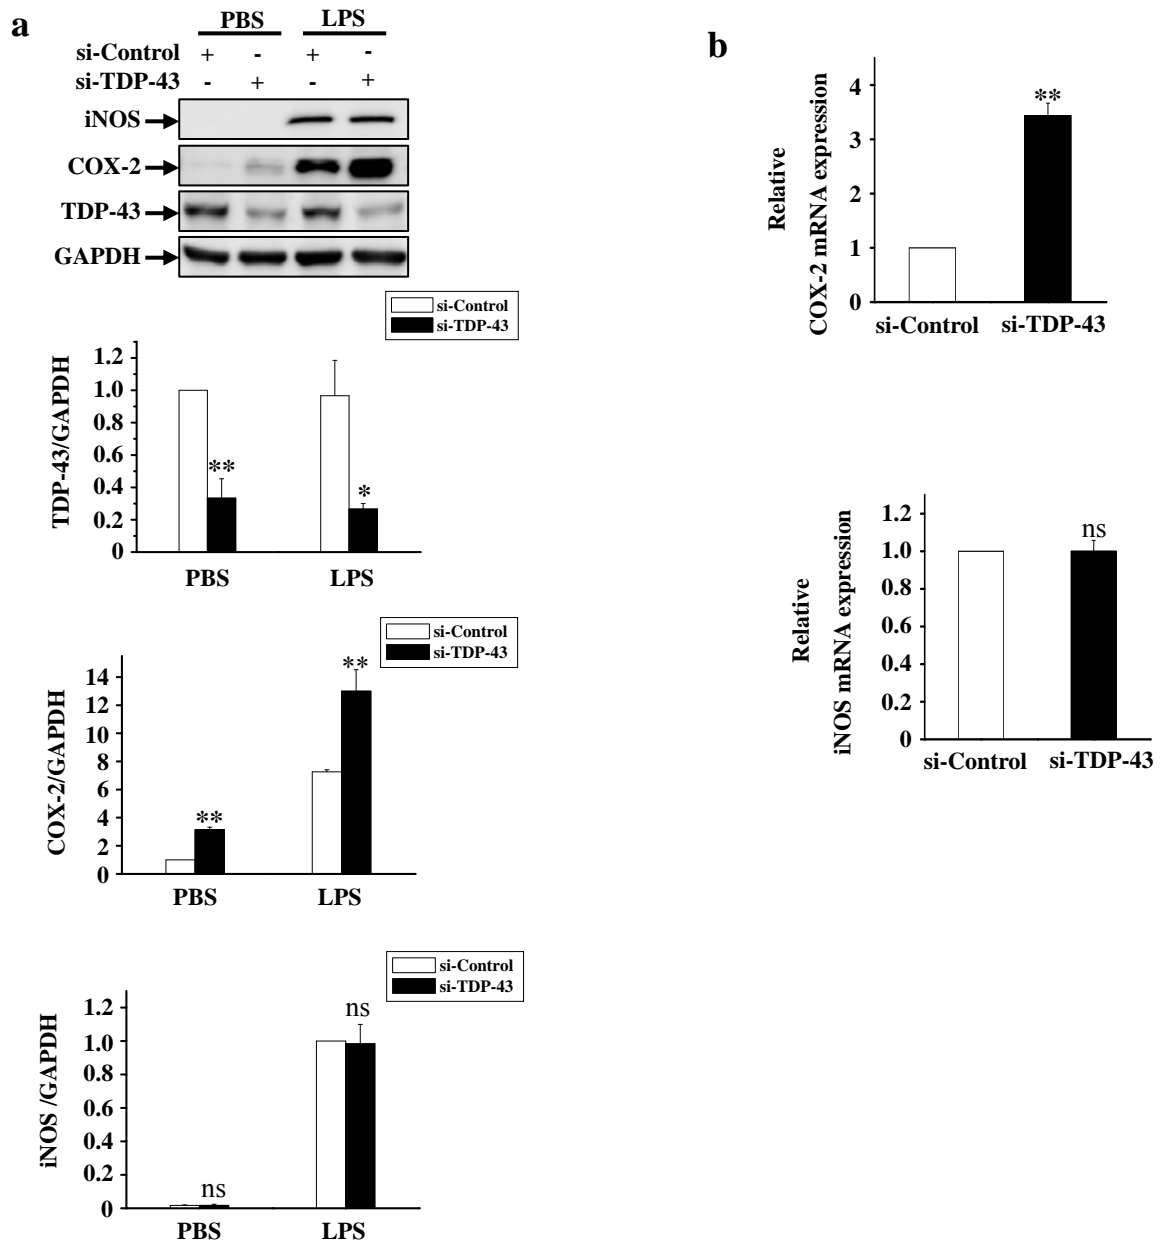 a
PBS LPS
si-Control + - + -
si-TDP-43 - + - +
iNOS
COX-2
TDP-43
GAPDH
si-Control
si-TDP-43
TDP-43/GAPDH
1.2
1.0
0.8
0.6
0.4
0.2
0
**
*
PBS LPS
si-Control
si-TDP-43
COX-2/GAPDH
14
12
10
8
6
4
2
0
**
**
PBS LPS
si-Control
si-TDP-43
iNOS /GAPDH
1.2
1.0
0.8
0.6
0.4
0.2
0
ns
ns
PBS LPS
b
Relative
COX-2 mRNA expression
4
3
2
1
0
**
si-Control si-TDP-43
Relative
iNOS mRNA expression
1.2
1.0
0.8
0.6
0.4
0.2
0
ns
si-Control si-TDP-43